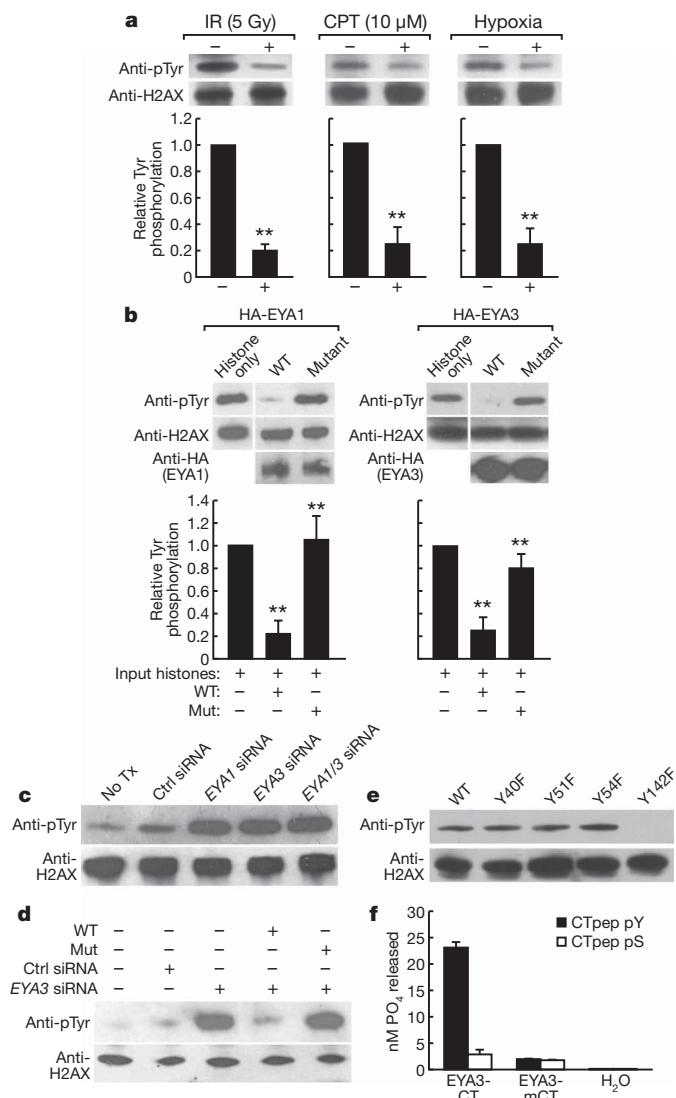 a
IR (5 Gy) CPT (10 µM) Hypoxia
– + – + – +
Anti-pTyr
Anti-H2AX
Relative Tyr
phosphorylation
1.0
0.8
0.6
0.4
0.2
0
** ** **
– + – + – +
b
HA-EYA1 HA-EYA3
Histone only WT Mutant Histone only WT Mutant
Anti-pTyr Anti-pTyr
Anti-H2AX Anti-H2AX
Anti-HA Anti-HA
(EYA1) (EYA3)
Relative Tyr
phosphorylation
1.4
1.2
1.0
0.8
0.6
0.4
0.2
0
** ** ** **
Input histones: + + + + + +
WT: – + – – + –
Mut: – – + – – +
c
No Tx Ctrl siRNA EYA1 siRNA EYA3 siRNA EYA1/3 siRNA
Anti-pTyr
Anti-
H2AX
e
WT Y40F Y51F Y54F Y142F
Anti-pTyr
Anti-
H2AX
d
WT – – – + –
Mut – – – – +
Ctrl siRNA – + – – –
EYA3 siRNA – – + + +
Anti-pTyr
Anti-
H2AX
f
nM PO4 released
30
25
20
15
10
5
0
CTpep pY
CTpep pS
EYA3- EYA3- H2O
CT mCT